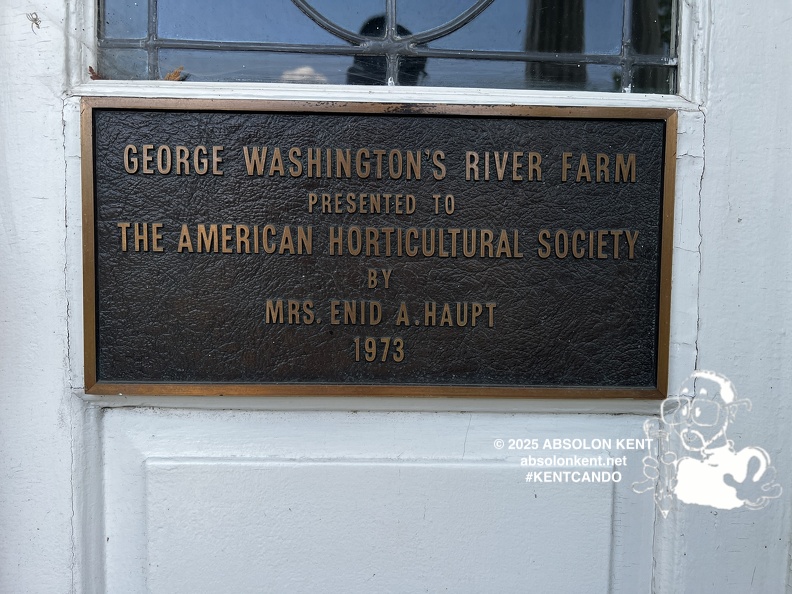 GEORGE WASHINGTON'S RIVER FARM
PRESENTED TO
THE AMERICAN HORTICULTURAL SOCIETY
BY
MRS. ENID A. HAUPT
1973
© 2025 ABSOLON KENT
absolonkent.net
#KENTCANDO